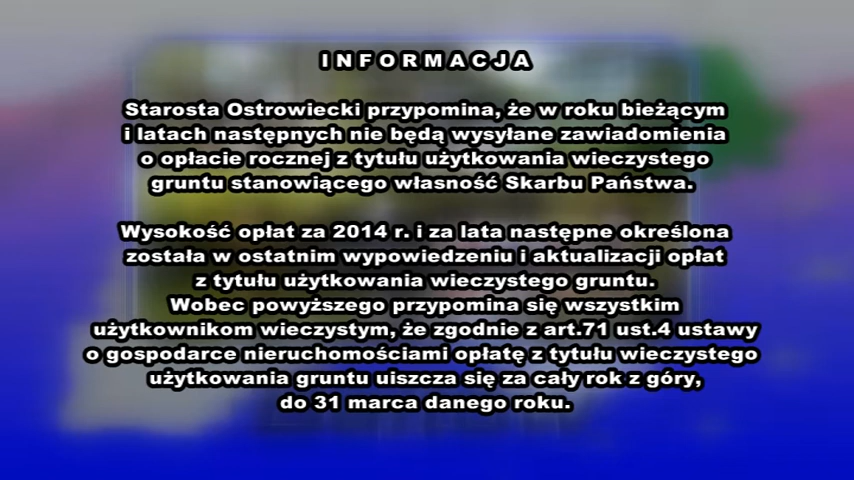 INFORMACJA
Starosta Ostrowiecki przypomina, że w roku bieżącym
i latach następnych nie będą wysyłane zawiadomienia
o opłacie rocznej z tytułu użytkowania wieczystego
gruntu stanowiącego własność Skarbu Państwa.
Wysokość opłat za 2014 r. i za lata następne określona
została w ostatnim wypowiedzeniu i aktualizacji opłat
z tytułu użytkowania wieczystego gruntu.
Wobec powyższego przypomina się wszystkim
użytkownikom wieczystym, że zgodnie z art.71 ust.4 ustawy
o gospodarce nieruchomościami opłatę z tytułu wieczystego
użytkowania gruntu uiszcza się za cały rok z góry,
do 31 marca danego roku.